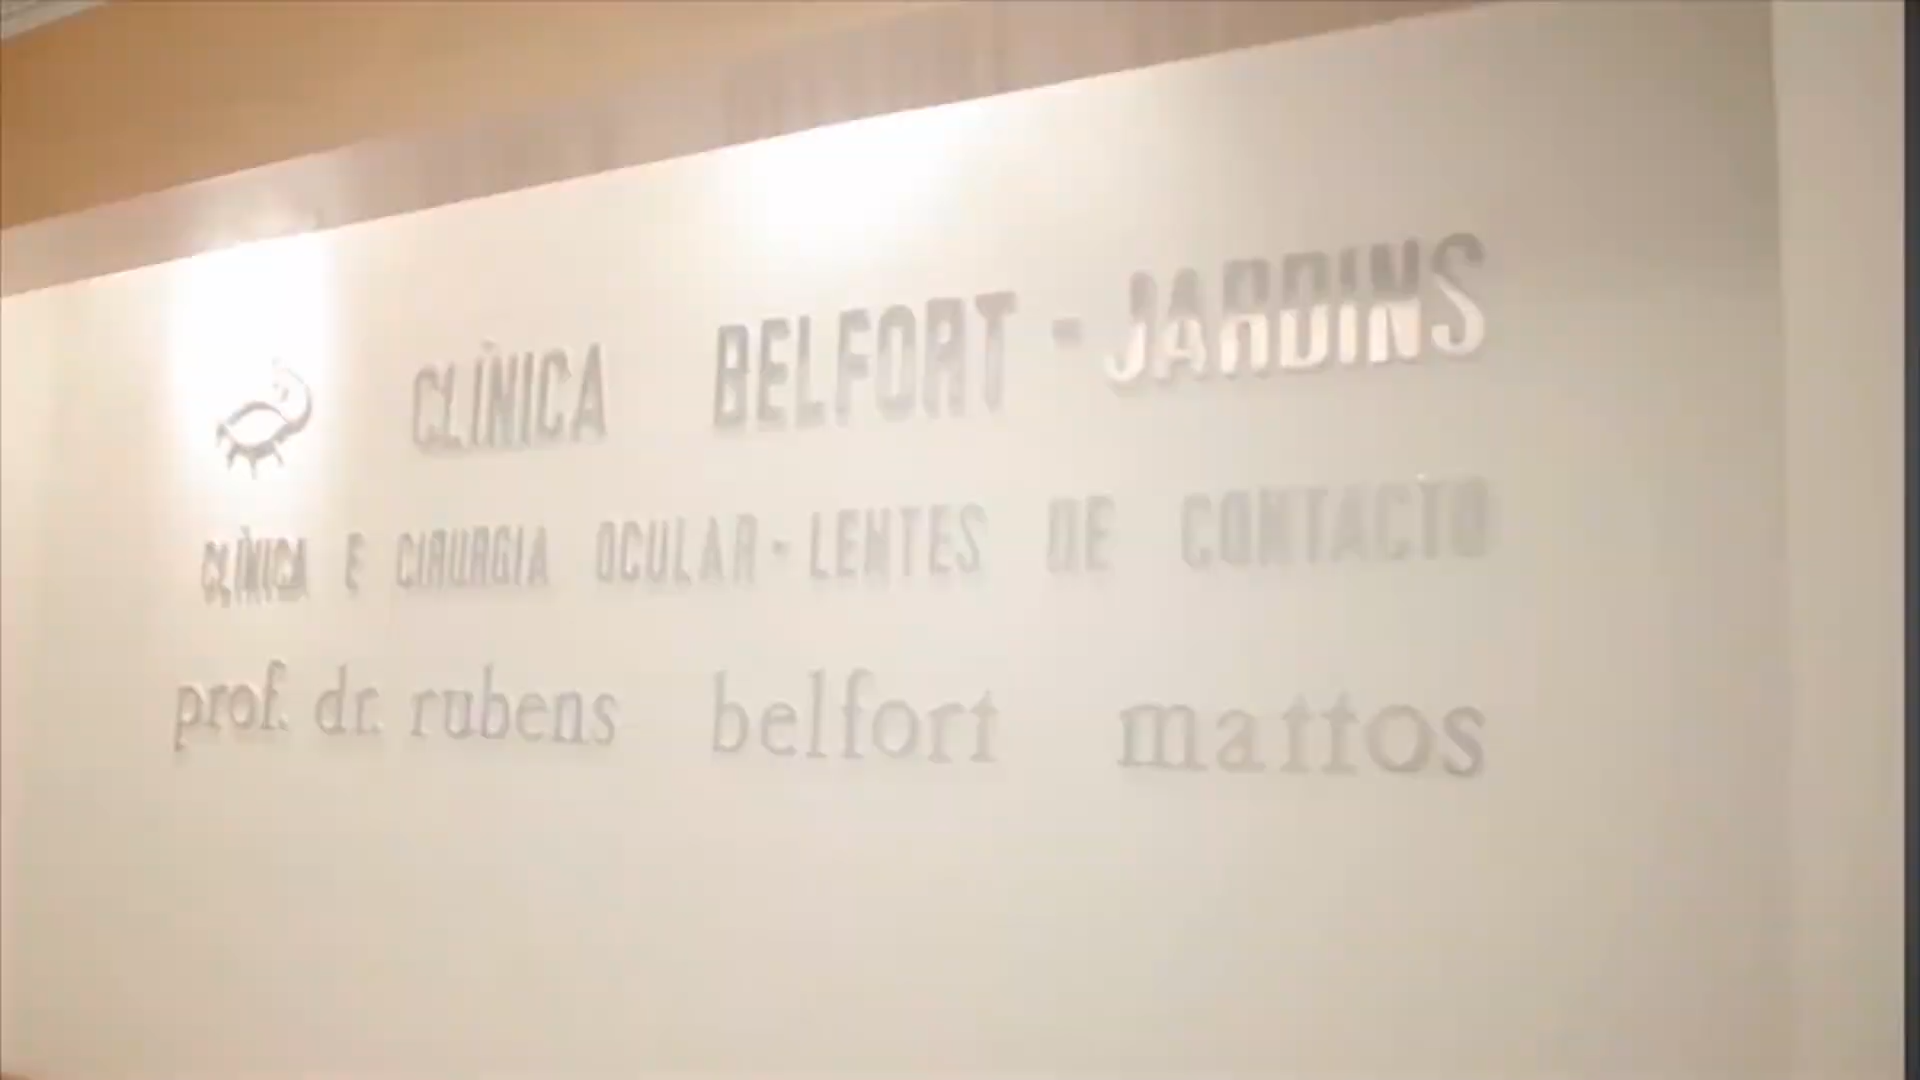 CLÍNICA BELFORT - JARDINS
CLÍNICA E CIRURGIA OCULAR - LENTES DE CONTACTO
prof. dr. rubens belfort mattos